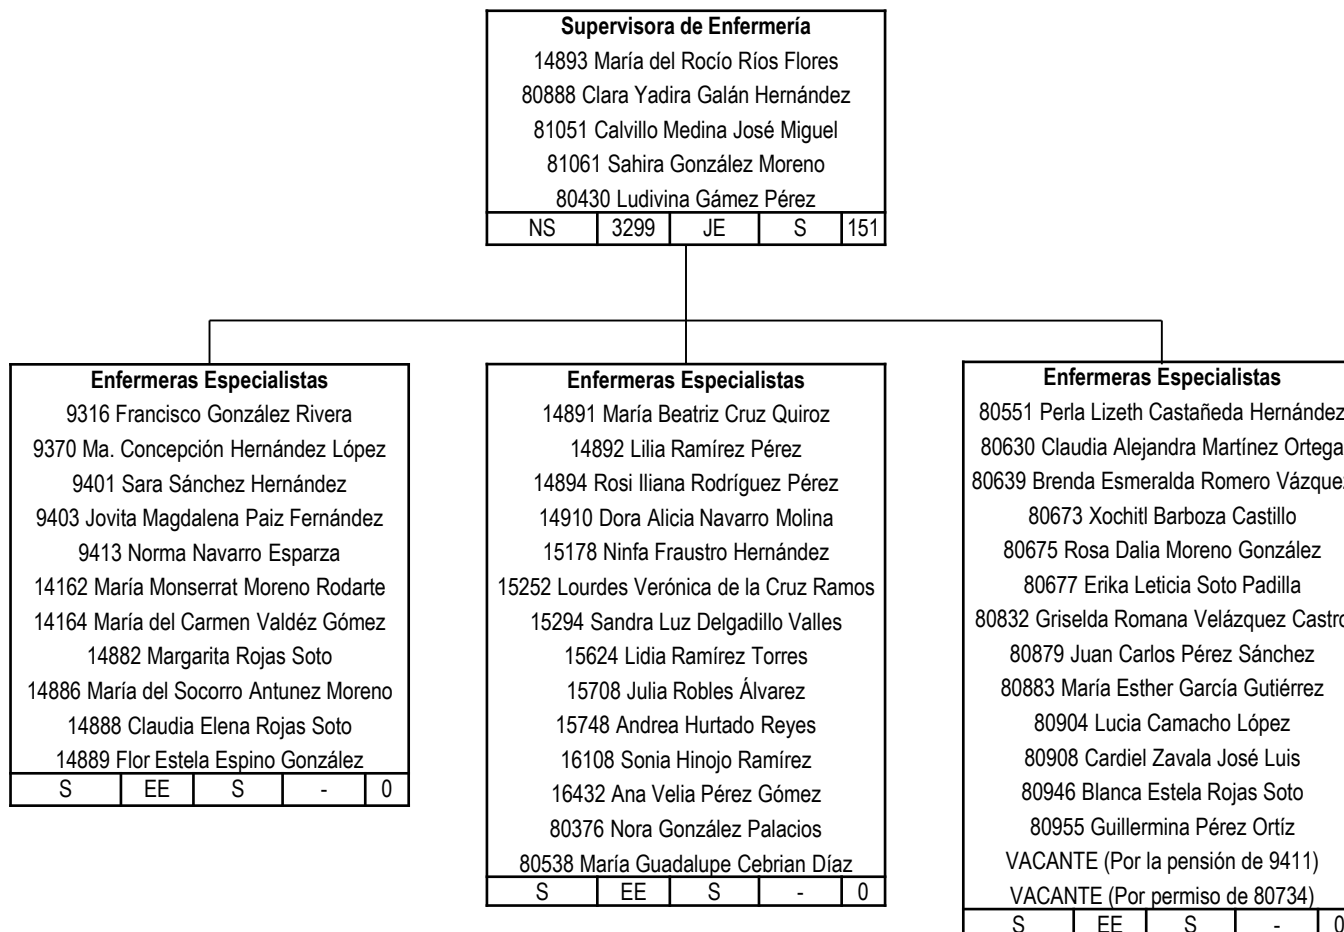 Supervisora de Enfermería
14893 María del Rocío Ríos Flores
80888 Clara Yadira Galán Hernández
81051 Calvillo Medina José Miguel
81061 Sahira González Moreno
80430 Ludivina Gámez Pérez
NS 3299 JE S 151
Enfermeras Especialistas
9316 Francisco González Rivera
9370 Ma. Concepción Hernández López
9401 Sara Sánchez Hernández
9403 Jovita Magdalena Paiz Fernández
9413 Norma Navarro Esparza
14162 María Monserrat Moreno Rodarte
14164 María del Carmen Valdéz Gómez
14882 Margarita Rojas Soto
14886 María del Socorro Antunez Moreno
14888 Claudia Elena Rojas Soto
14889 Flor Estela Espino González
S EE S - 0
Enfermeras Especialistas
14891 María Beatriz Cruz Quiroz
14892 Lilia Ramírez Pérez
14894 Rosi Iliana Rodríguez Pérez
14910 Dora Alicia Navarro Molina
15178 Ninfa Fraustro Hernández
15252 Lourdes Verónica de la Cruz Ramos
15294 Sandra Luz Delgadillo Valles
15624 Lidia Ramírez Torres
15708 Julia Robles Álvarez
15748 Andrea Hurtado Reyes
16108 Sonia Hinojo Ramírez
16432 Ana Velia Pérez Gómez
80376 Nora González Palacios
80538 María Guadalupe Cebrian Díaz
S EE S - 0
Enfermeras Especialistas
80551 Perla Lizeth Castañeda Hernández
80630 Claudia Alejandra Martínez Ortega
80639 Brenda Esmeralda Romero Vázquez
80673 Xochitl Barboza Castillo
80675 Rosa Dalia Moreno González
80677 Erika Leticia Soto Padilla
80832 Griselda Romana Velázquez Castro
80879 Juan Carlos Pérez Sánchez
80883 María Esther García Gutiérrez
80904 Lucia Camacho López
80908 Cardiel Zavala José Luis
80946 Blanca Estela Rojas Soto
80955 Guillermina Pérez Ortíz
VACANTE (Por la pensión de 9411)
VACANTE (Por permiso de 80734)
S EE S - 0